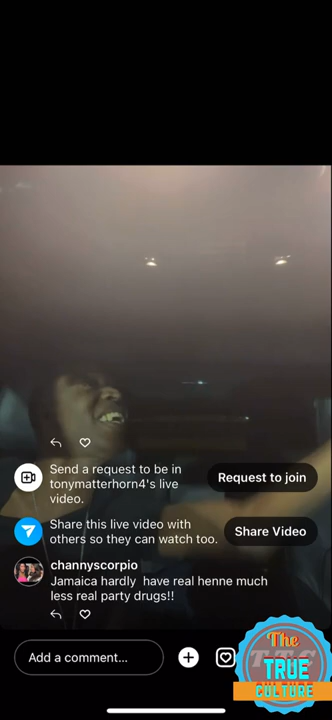 Send a request to be in
tonymatterhorn4's live
video.
Request to join
Share this live video with
others so they can watch too.
Share Video
channyscorpio
Jamaica hardly  have real henne much
less real party drugs!!
Add a comment...
The
T.T.C
TRUE
CULTURE